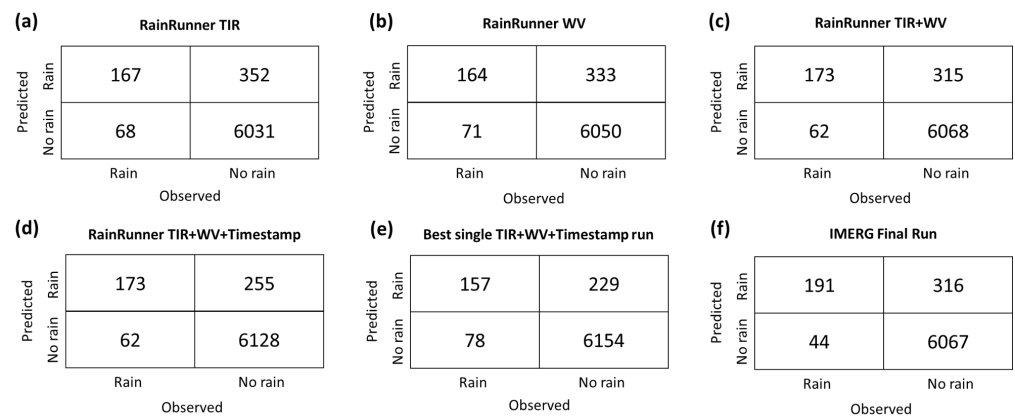 (a)
RainRunner TIR
Predicted
Rain
167
352
No rain
68
6031
Rain
No rain
Observed
(b)
RainRunner WV
Predicted
Rain
164
333
No rain
71
6050
Rain
No rain
Observed
(c)
RainRunner TIR+WV
Predicted
Rain
173
315
No rain
62
6068
Rain
No rain
Observed
(d)
RainRunner TIR+WV+Timestamp
Predicted
Rain
173
255
No rain
62
6128
Rain
No rain
Observed
(e)
Best single TIR+WV+Timestamp run
Predicted
Rain
157
229
No rain
78
6154
Rain
No rain
Observed
(f)
IMERG Final Run
Predicted
Rain
191
316
No rain
44
6067
Rain
No rain
Observed